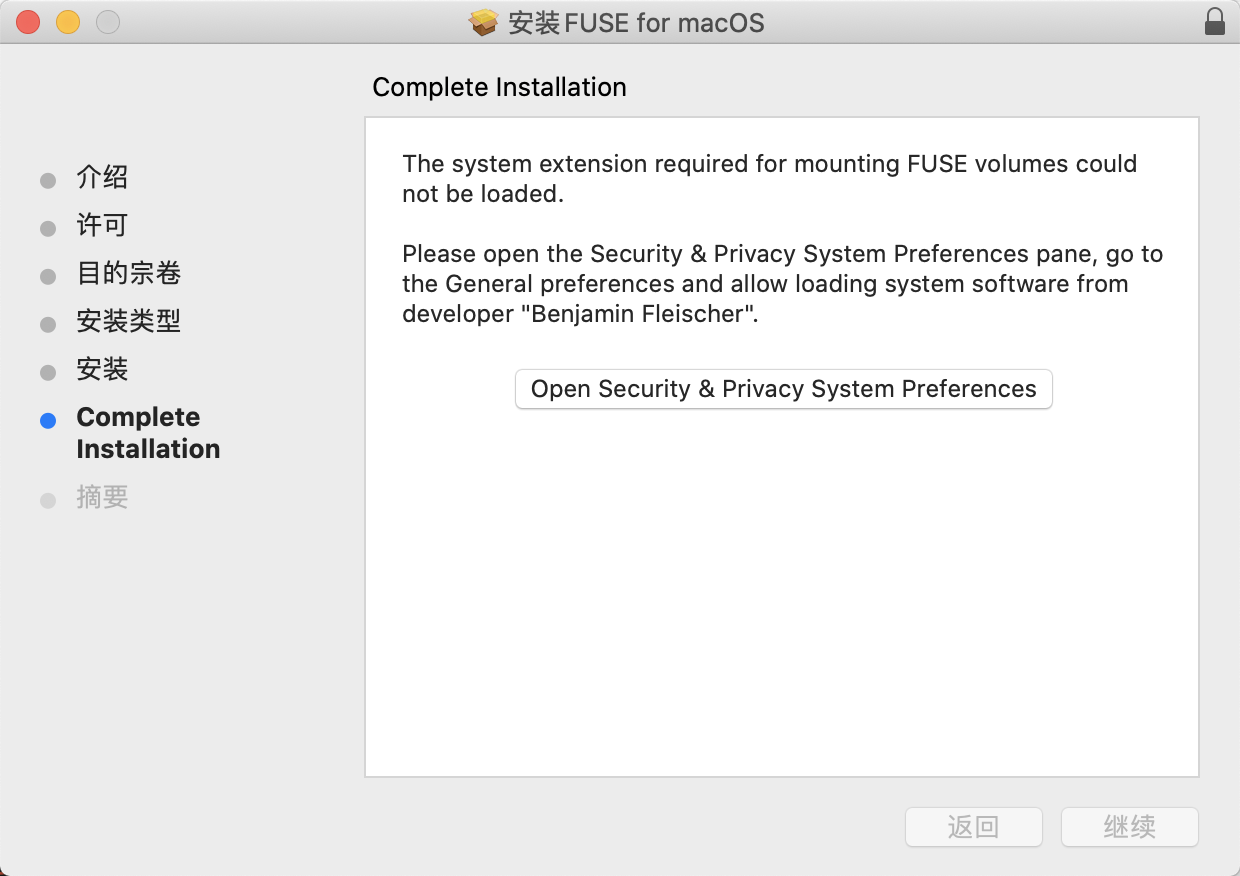 安装FUSE for macOS
Complete Installation
介绍
许可
目的宗卷
安装类型
安装
Complete
Installation
摘要
The system extension required for mounting FUSE volumes could
not be loaded.
Please open the Security & Privacy System Preferences pane, go to
the General preferences and allow loading system software from
developer "Benjamin Fleischer".
Open Security & Privacy System Preferences
返回
继续